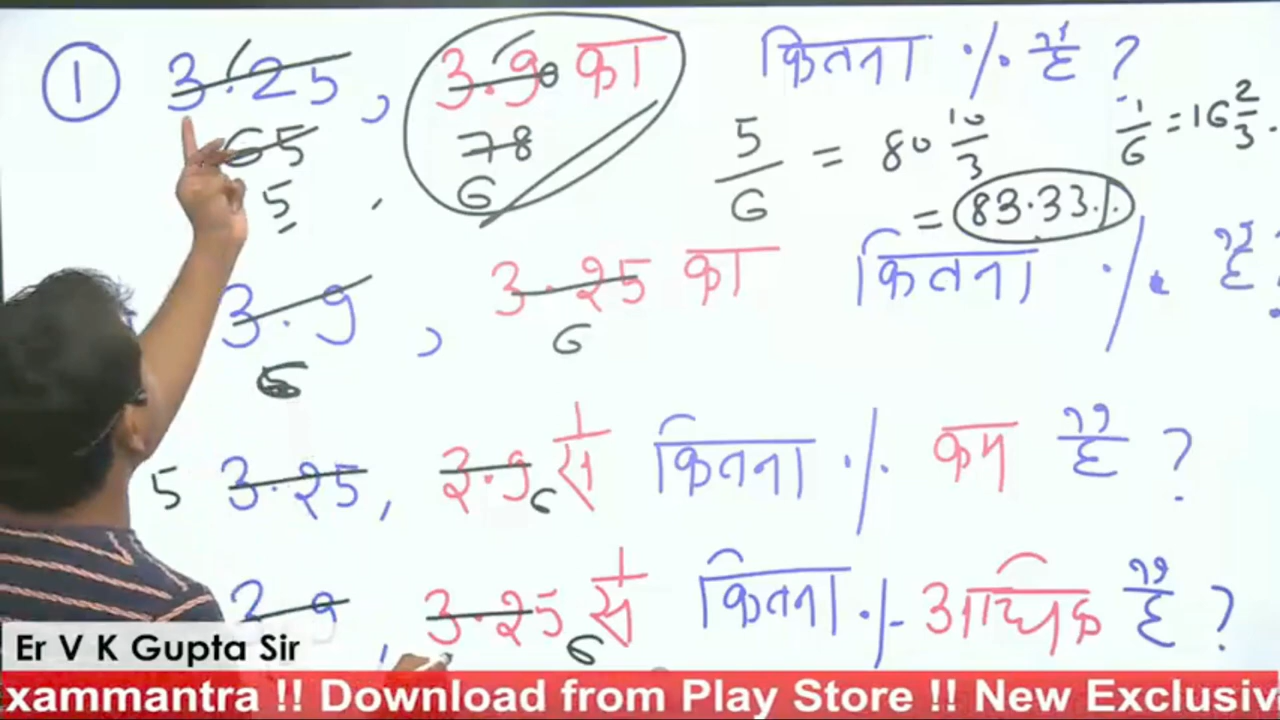 ① 3.25, 3.90 का कितना % है ?
65 78
5 , 6
5/6 = 80 10/3
= 83.33%
1/6 = 16 2/3.
3.9, 3.25 का कितना % है
6
5 3.25, 3.9 से कितना % कम है ?
6
3.9, 3.25 से कितना % अधिक है ?
6
Er V K Gupta Sir
xammantra !! Download from Play Store !! New Exclusiv